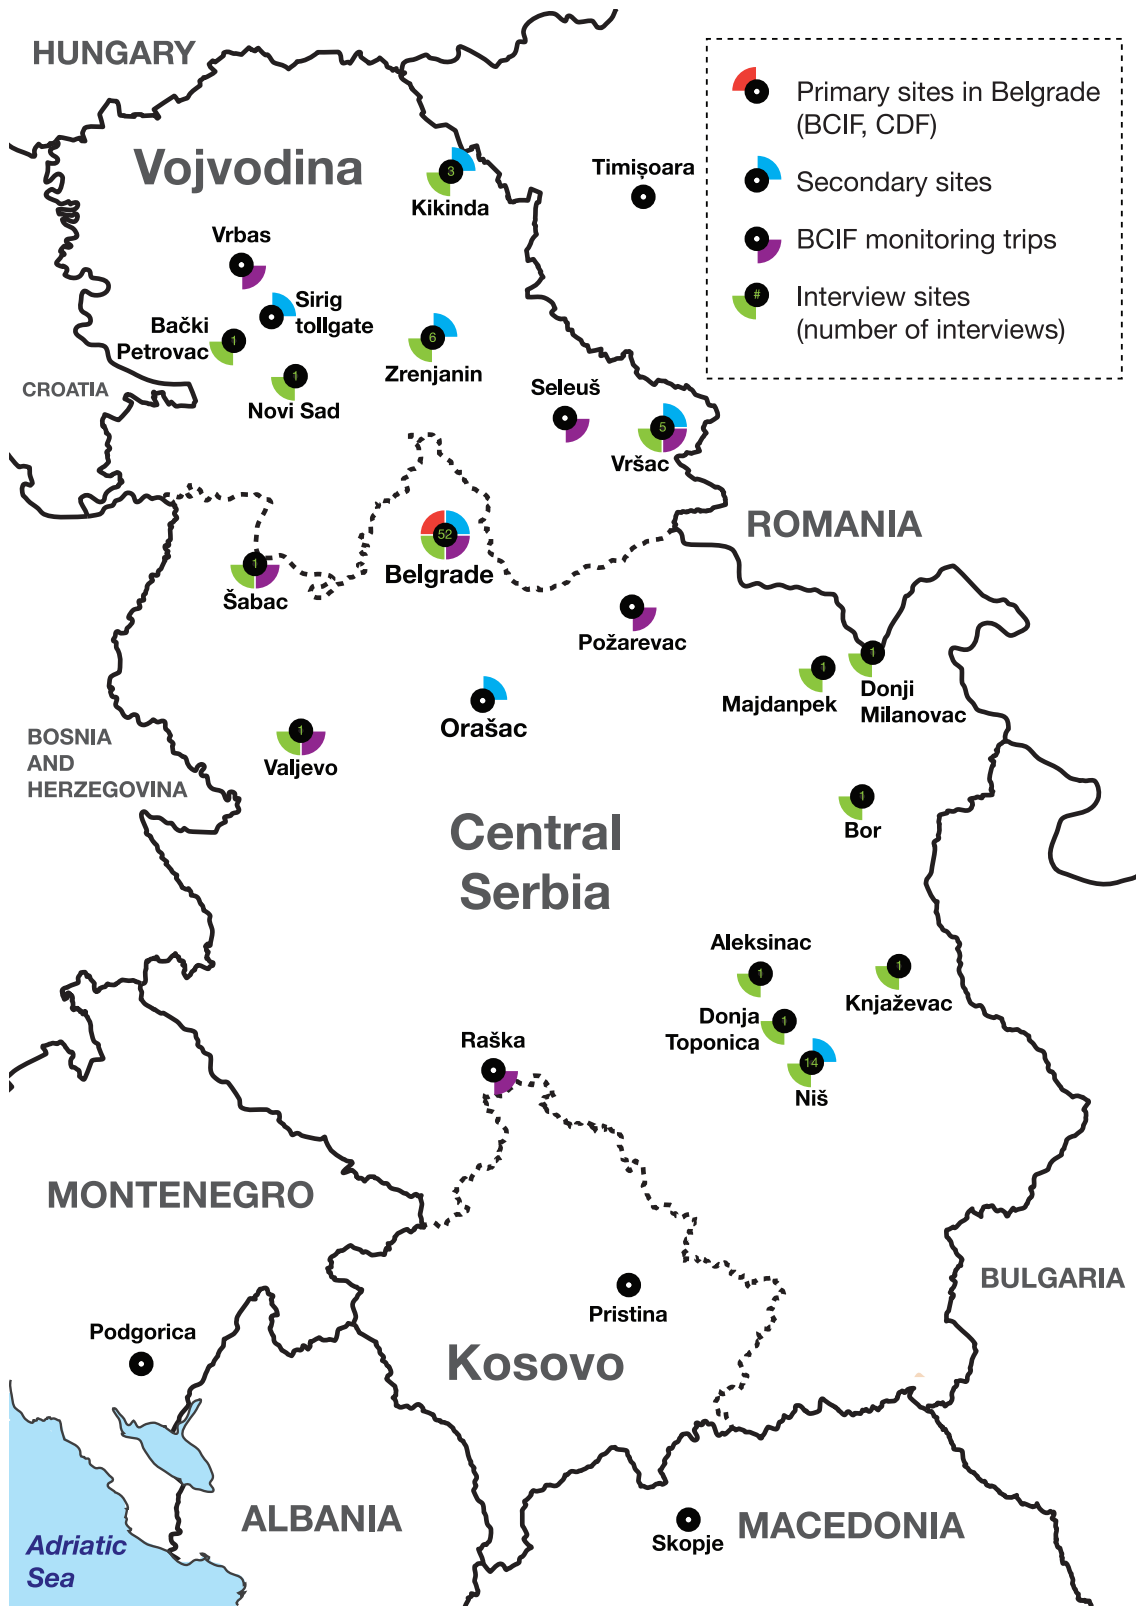 HUNGARY
Vojvodina
Primary sites in Belgrade
(BCIF, CDF)
Secondary sites
BCIF monitoring trips
#
Interview sites
(number of interviews)
Timișoara
3
Kikinda
Vrbas
Sirig
tollgate
Bački
Petrovac
1
6
Zrenjanin
1
Novi Sad
CROATIA
Seleuš
5
Vršac
ROMANIA
52
Belgrade
1
Šabac
Požarevac
1
Majdanpek
1
Donji
Milanovac
Orašac
BOSNIA
AND
HERZEGOVINA
1
Valjevo
1
Bor
Central
Serbia
Aleksinac
1
1
Knjaževac
Donja
Toponica
1
14
Niš
Raška
MONTENEGRO
BULGARIA
Pristina
Podgorica
Kosovo
ALBANIA
MACEDONIA
Skopje
Adriatic
Sea